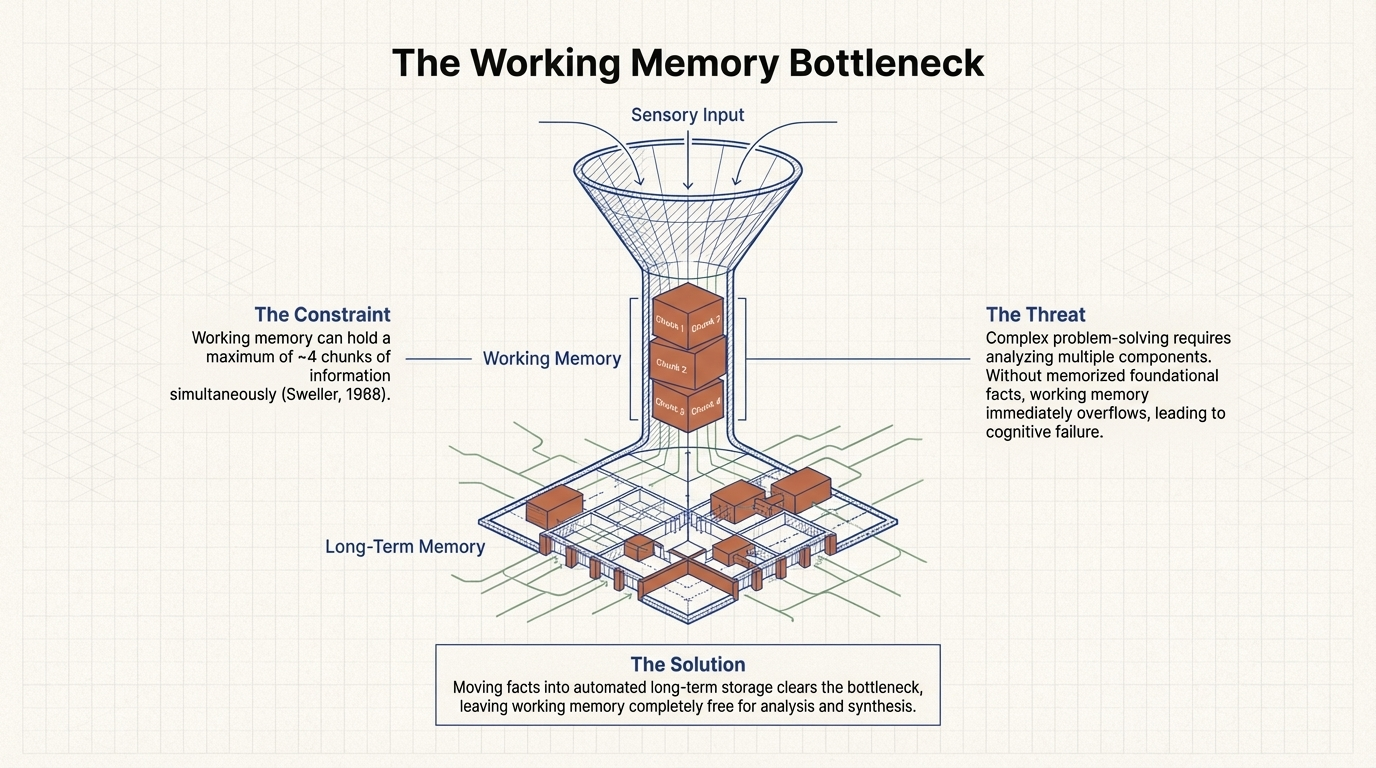 The Working Memory Bottleneck
Sensory Input
The Constraint
Working memory can hold a
maximum of ~4 chunks of
information
simultaneously (Sweller, 1988).
Working Memory
Chunk 2
The Threat
Complex problem-solving requires
analyzing multiple components.
Without memorized foundational
facts, working memory
immediately overflows, leading to
cognitive failure.
Long-Term Memory
The Solution
Moving facts into automated long-term storage clears the bottleneck,
leaving working memory completely free for analysis and synthesis.